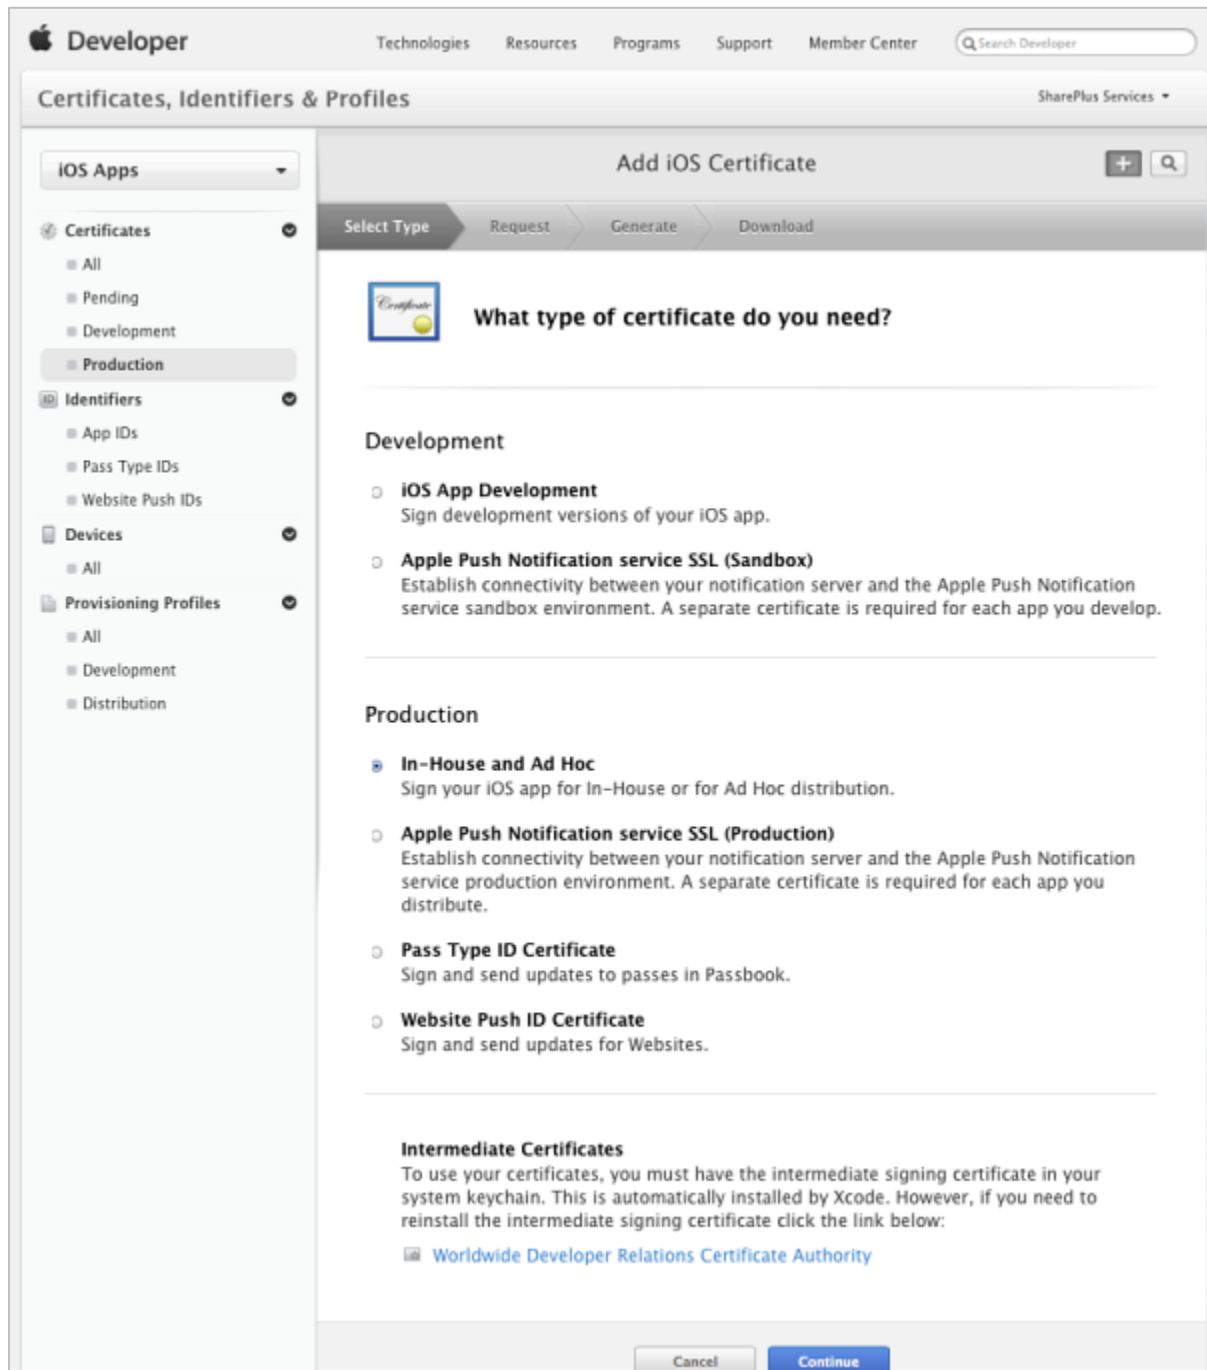 Developer
Technologies Resources Programs Support Member Center Search Developer
Certificates, Identifiers & Profiles
SharePlus Services
iOS Apps
Add iOS Certificate
Certificates
All
Pending
Development
Production
Identifiers
App IDs
Pass Type IDs
Website Push IDs
Devices
All
Provisioning Profiles
All
Development
Distribution
Select Type Request Generate Download
Certificate
What type of certificate do you need?
Development
iOS App Development
Sign development versions of your iOS app.
Apple Push Notification service SSL (Sandbox)
Establish connectivity between your notification server and the Apple Push Notification
service sandbox environment. A separate certificate is required for each app you develop.
Production
In-House and Ad Hoc
Sign your iOS app for In-House or for Ad Hoc distribution.
Apple Push Notification service SSL (Production)
Establish connectivity between your notification server and the Apple Push Notification
service production environment. A separate certificate is required for each app you
distribute.
Pass Type ID Certificate
Sign and send updates to passes in Passbook.
Website Push ID Certificate
Sign and send updates for Websites.
Intermediate Certificates
To use your certificates, you must have the intermediate signing certificate in your
system keychain. This is automatically installed by Xcode. However, if you need to
reinstall the intermediate signing certificate click the link below:
Worldwide Developer Relations Certificate Authority
Cancel Continue